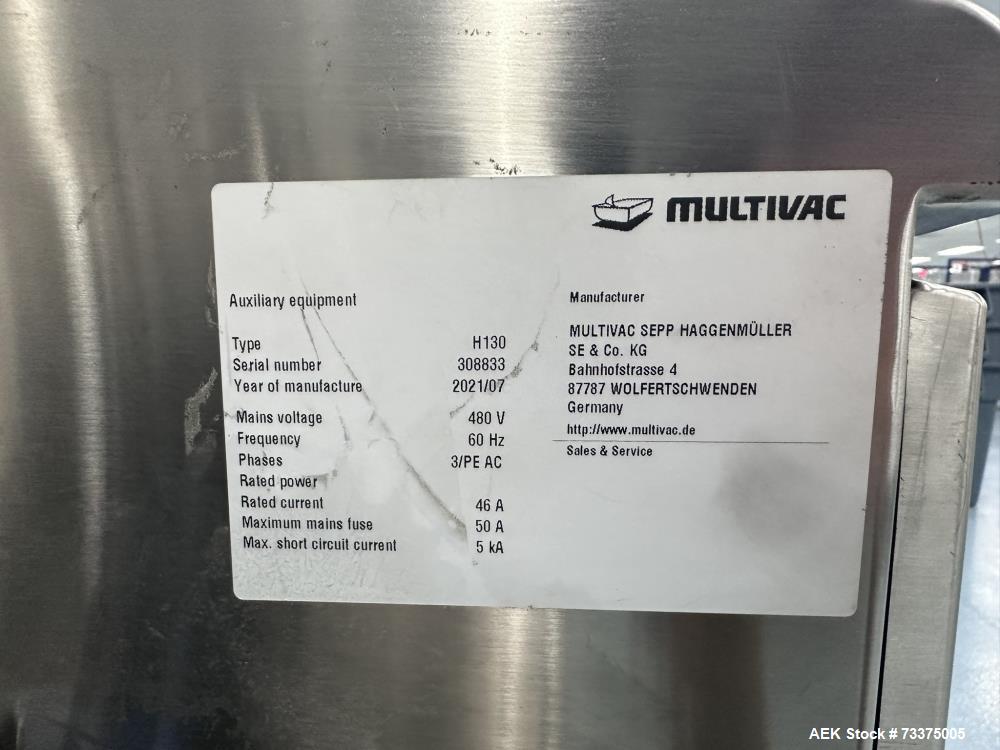 MULTIVAC
Auxiliary equipment
Type H130
Serial number 308833
Year of manufacture 2021/07
Mains voltage 480 V
Frequency 60 Hz
Phases 3/PE AC
Rated power
Rated current 46 A
Maximum mains fuse 50 A
Max. short circuit current 5 kA
Manufacturer
MULTIVAC SEPP HAGGENMÜLLER
SE & Co. KG
Bahnhofstrasse 4
87787 WOLFERTSCHWENDEN
Germany
http://www.multivac.de
Sales & Service
AEK Stock # 73375005